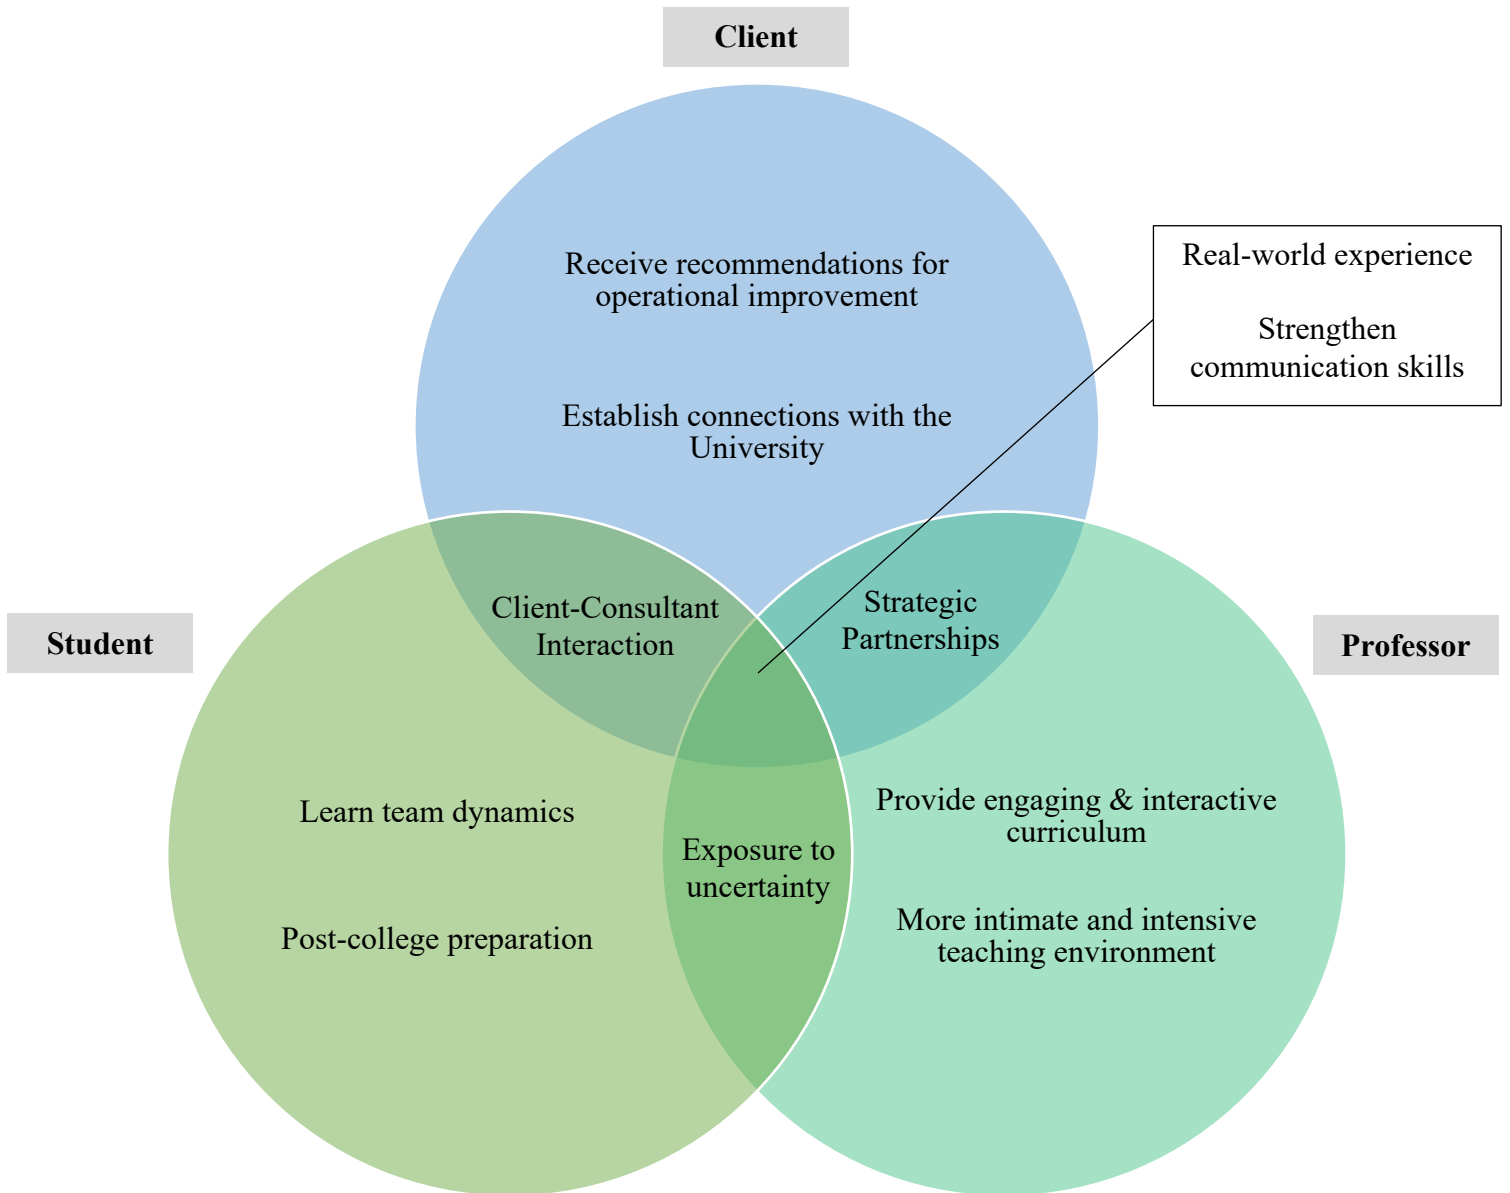 Client
Receive recommendations for
operational improvement
Establish connections with the
University
Real-world experience
Strengthen
communication skills
Client-Consultant
Interaction
Strategic
Partnerships
Student
Professor
Learn team dynamics
Post-college preparation
Exposure to
uncertainty
Provide engaging & interactive
curriculum
More intimate and intensive
teaching environment